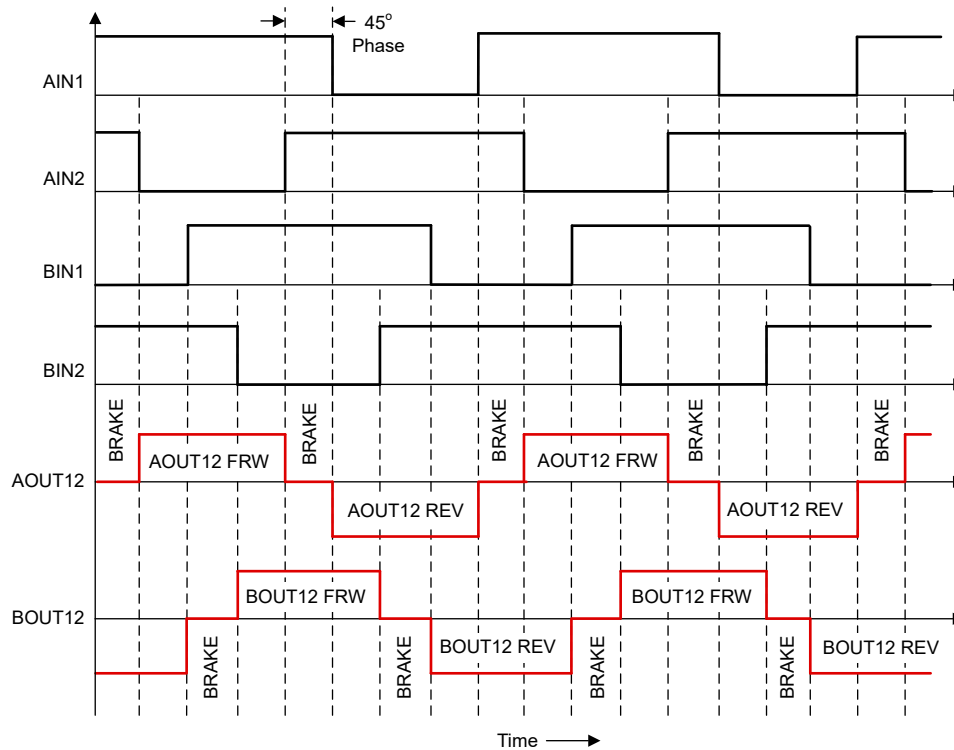 45°
Phase
AIN1
AIN2
BIN1
BIN2
BRAKE
BRAKE
BRAKE
BRAKE
BRAKE
AOUT12 FRW
AOUT12 FRW
AOUT12
AOUT12 REV
AOUT12 REV
BOUT12 FRW
BOUT12 FRW
BOUT12
BOUT12 REV
BOUT12 REV
BRAKE
BRAKE
BRAKE
BRAKE
Time